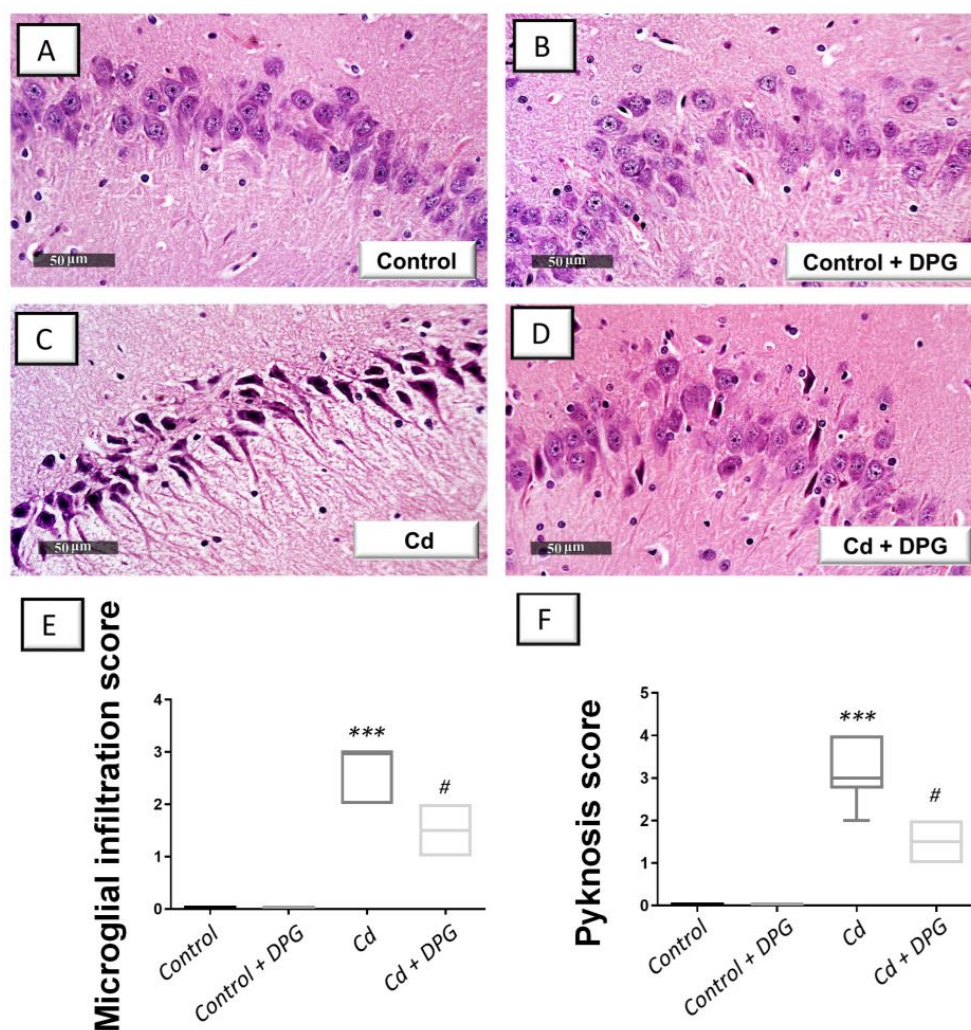 A
B
50 µm
Control
50 µm
Control + DPG
C
D
50 µm
Cd
50 µm
Cd + DPG
E
Microglial infiltration score
4
3
2
1
0
***
#
Control
Control + DPG
Cd
Cd + DPG
F
Pyknosis score
5
4
3
2
1
0
***
#
Control
Control + DPG
Cd
Cd + DPG